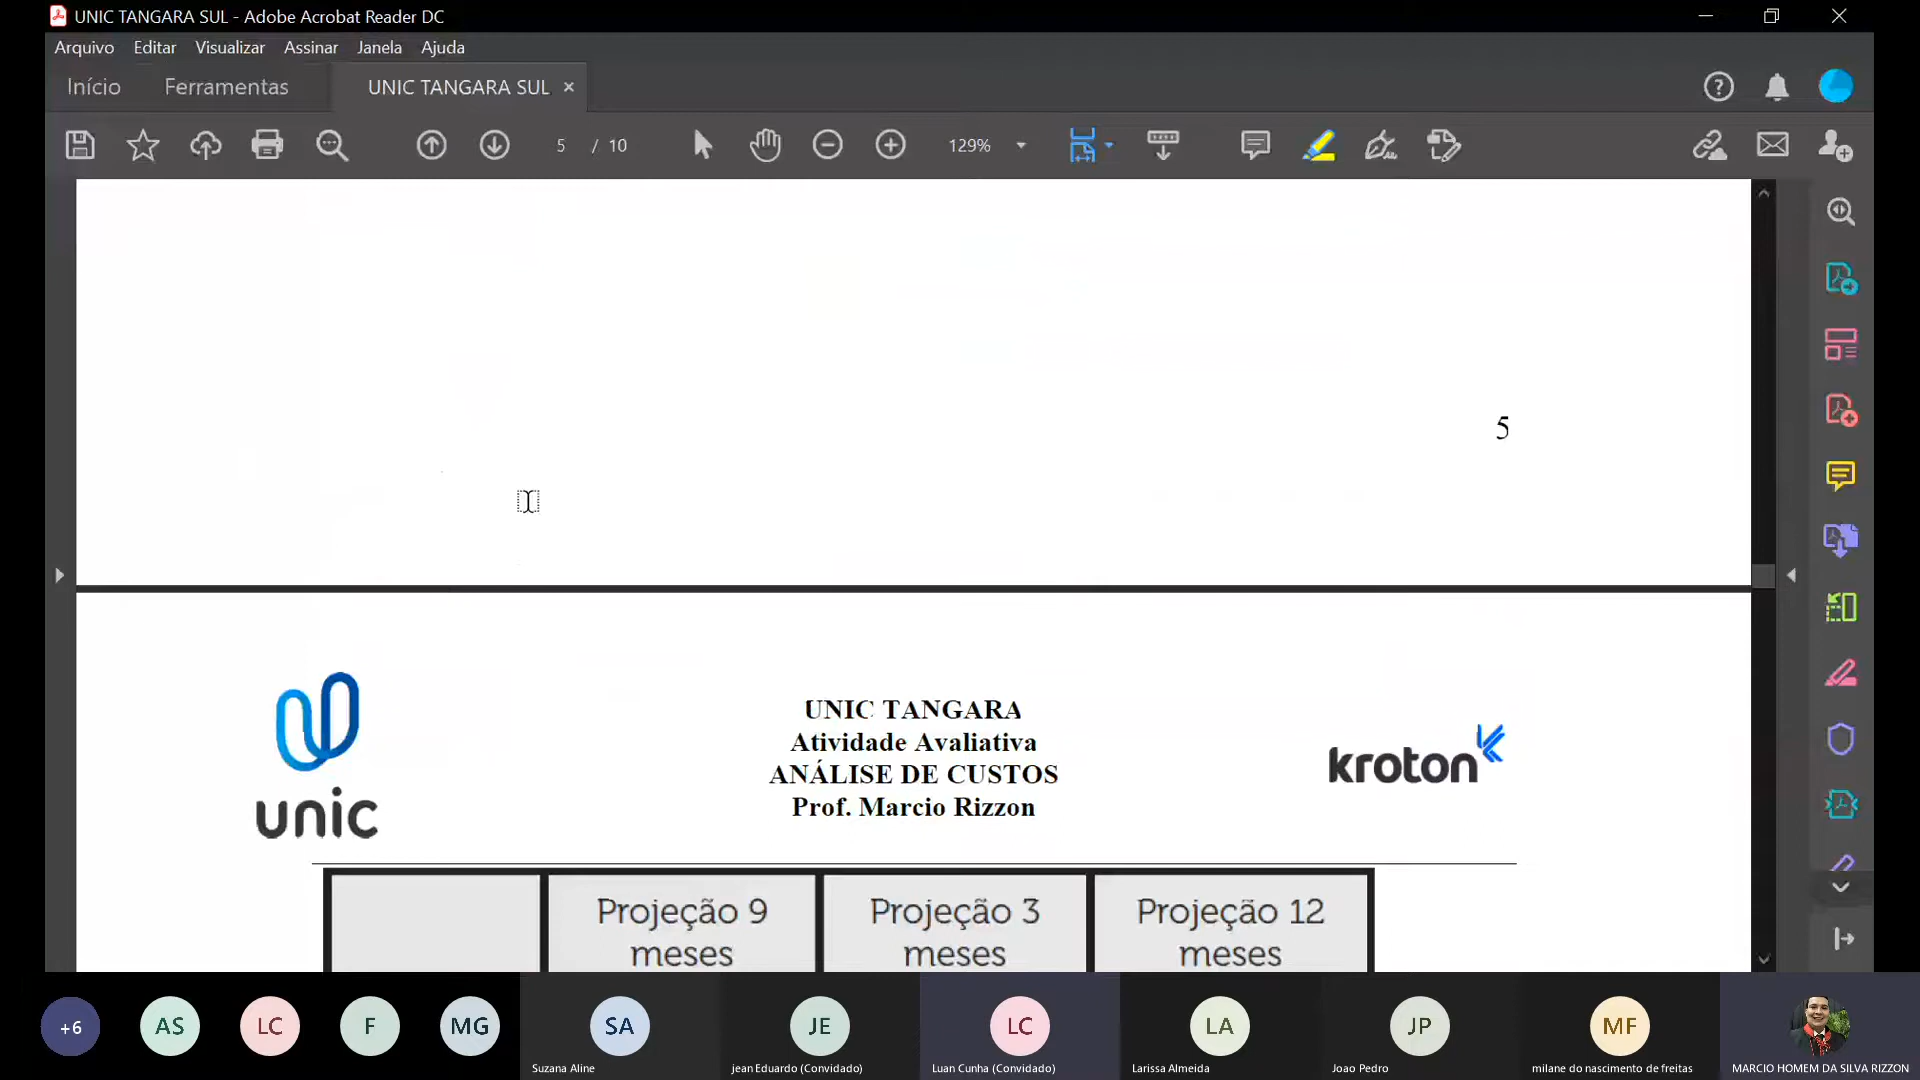 UNIC TANGARA SUL - Adobe Acrobat Reader DC
Arquivo Editar Visualizar Assinar Janela Ajuda
Início Ferramentas UNIC TANGARA SUL ×
5 / 10 129%
5
unic
UNIC TANGARA
Atividade Avaliativa
ANÁLISE DE CUSTOS
Prof. Marcio Rizzon
kroton
Projeção 9 meses
Projeção 3 meses
Projeção 12 meses
+6 AS LC F MG SA JE LC LA JP MF
Suzana Aline jean Eduardo (Convidado) Luan Cunha (Convidado) Larissa Almeida Joao Pedro milane do nascimento de freitas MARCIO HOMEM DA SILVA RIZZON